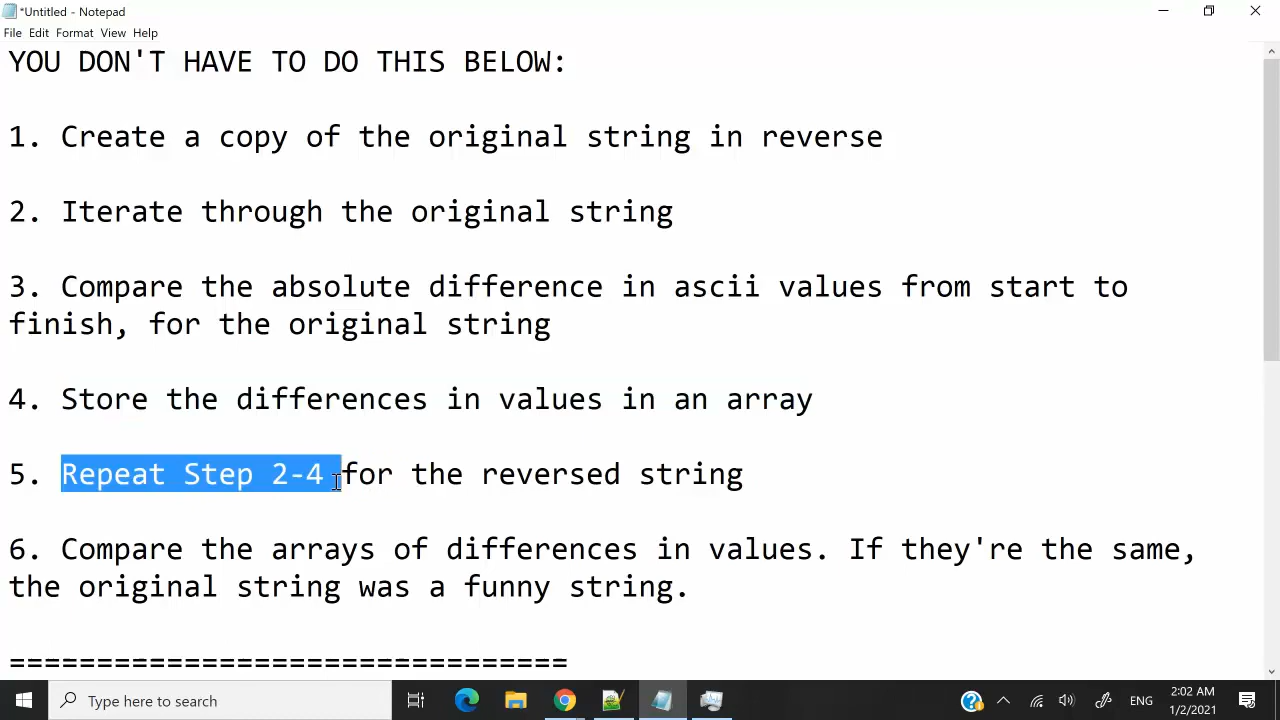 *Untitled - Notepad
File Edit Format View Help
YOU DON'T HAVE TO DO THIS BELOW:
1. Create a copy of the original string in reverse
2. Iterate through the original string
3. Compare the absolute difference in ascii values from start to
finish, for the original string
4. Store the differences in values in an array
5. Repeat Step 2-4 for the reversed string
6. Compare the arrays of differences in values. If they're the same,
the original string was a funny string.
================================
Type here to search
ENG
2:02 AM
1/2/2021